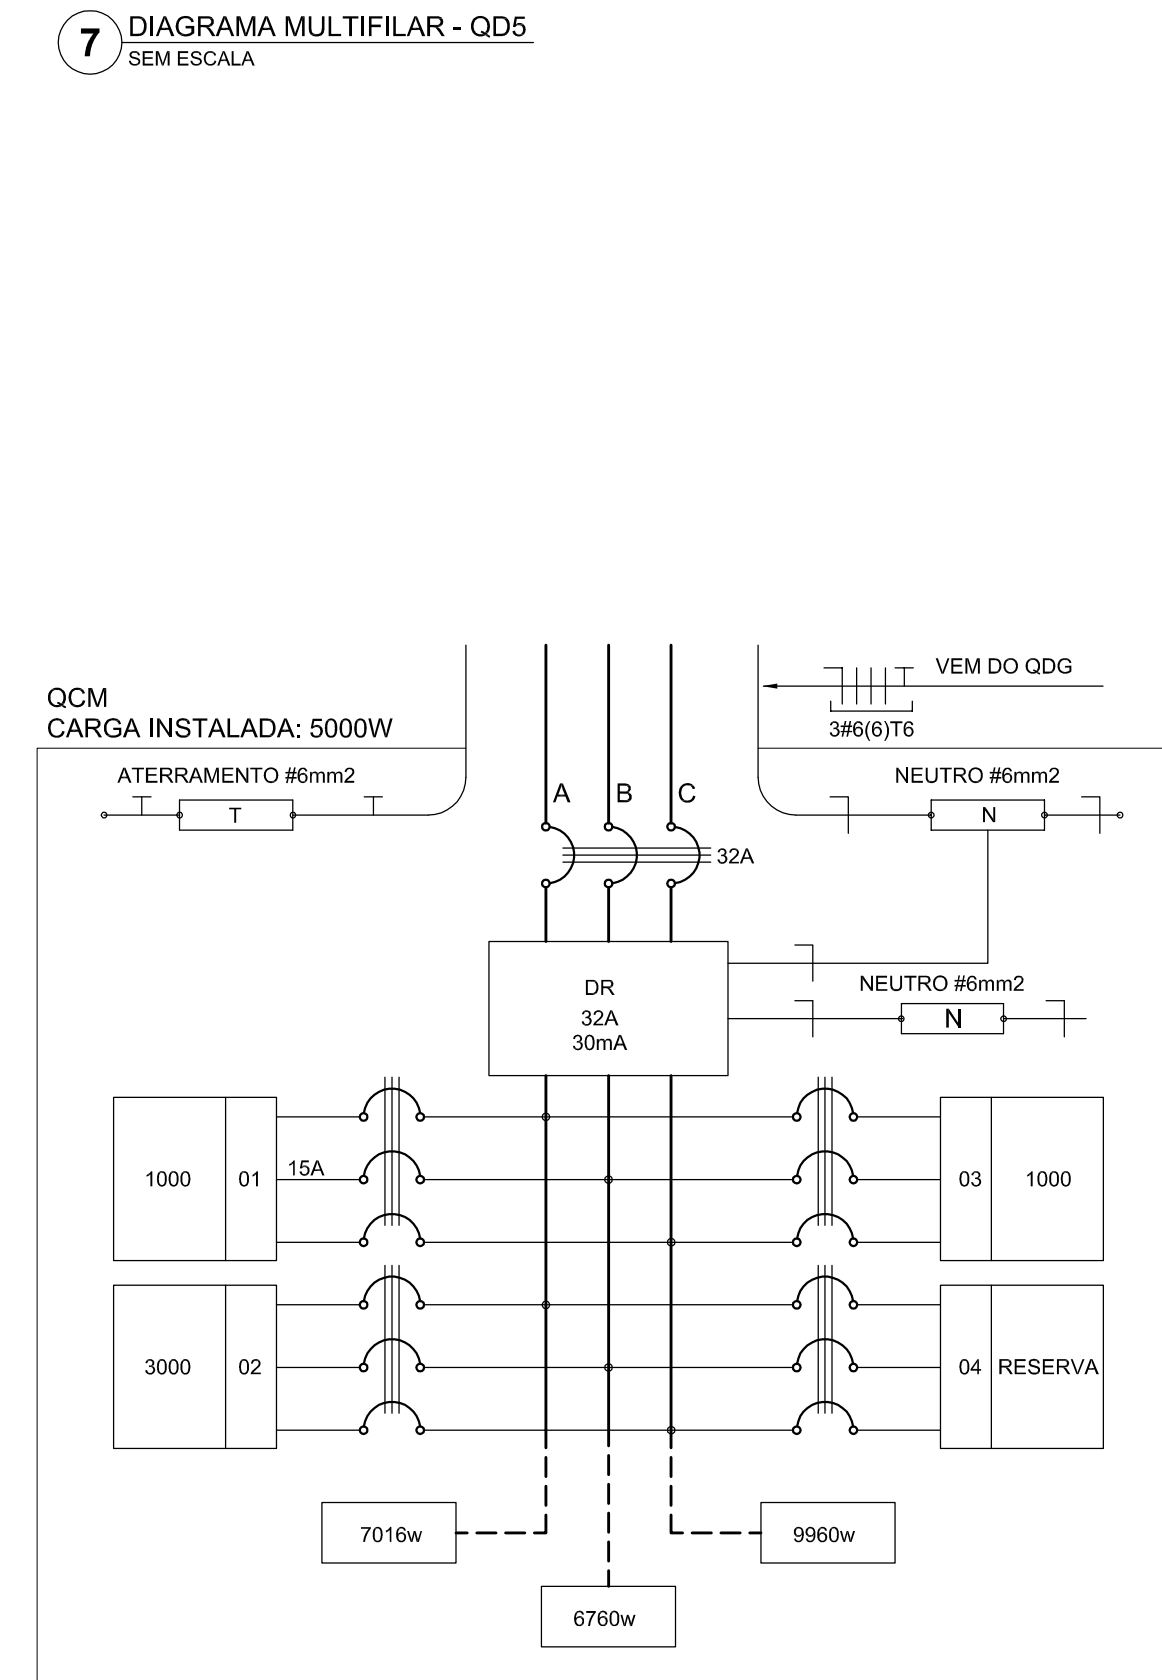 7
DIAGRAMA MULTIFILAR - QD5
SEM ESCALA
VEM DO QDG
3#6(6)T6
QCM
CARGA INSTALADA: 5000W
ATERRAMENTO #6mm2
T
A
B
C
32A
NEUTRO #6mm2
N
DR
32A
30mA
NEUTRO #6mm2
N
1000
01
15A
03
1000
3000
02
04
RESERVA
7016w
9960w
6760w